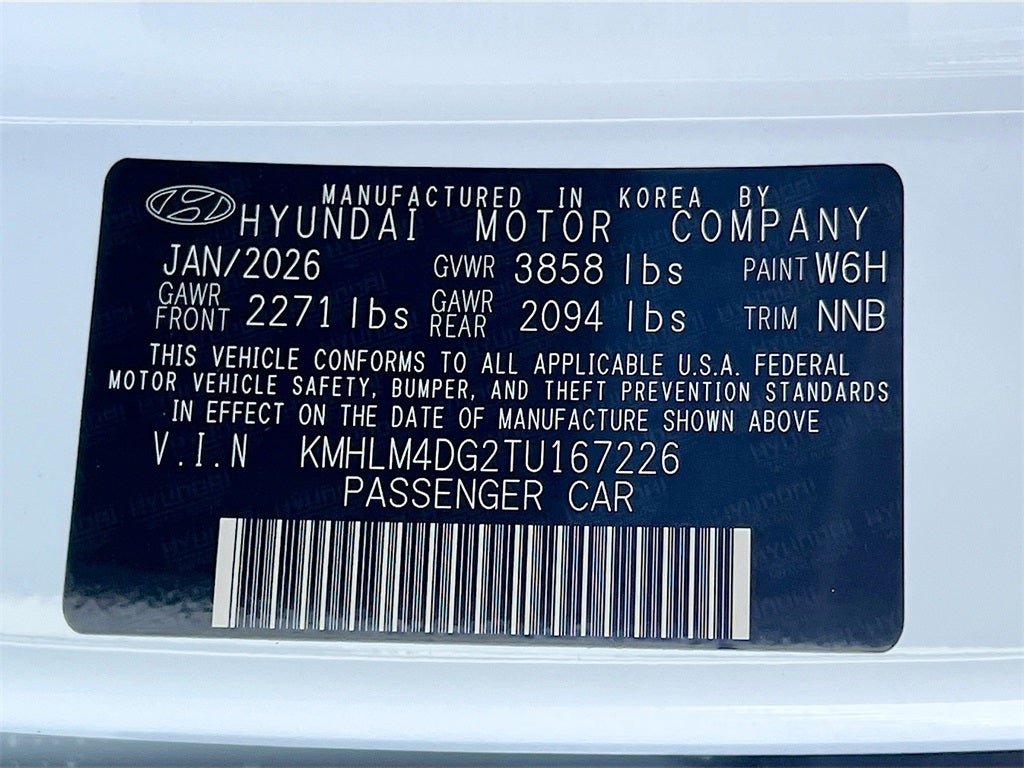 MANUFACTURED IN KOREA BY
HYUNDAI MOTOR COMPANY
JAN/2026 GVWR 3858 lbs PAINT W6H
GAWR FRONT 2271 lbs GAWR REAR 2094 lbs TRIM NNB
THIS VEHICLE CONFORMS TO ALL APPLICABLE U.S.A. FEDERAL
MOTOR VEHICLE SAFETY, BUMPER, AND THEFT PREVENTION STANDARDS
IN EFFECT ON THE DATE OF MANUFACTURE SHOWN ABOVE
V.I.N KMHLM4DG2TU167226
PASSENGER CAR